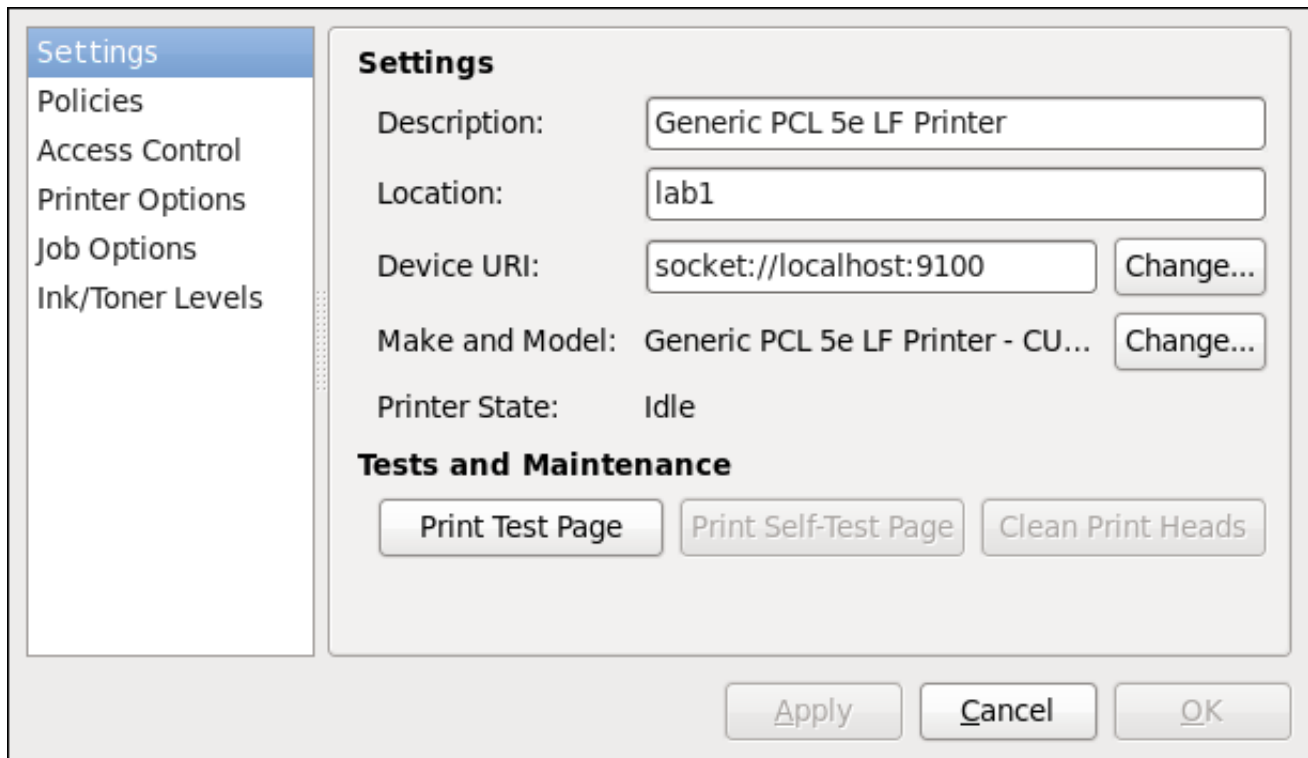 Settings
Policies
Access Control
Printer Options
Job Options
Ink/Toner Levels
Settings
Description: Generic PCL 5e LF Printer
Location: lab1
Device URI: socket://localhost:9100 Change...
Make and Model: Generic PCL 5e LF Printer - CU... Change...
Printer State: Idle
Tests and Maintenance
Print Test Page Print Self-Test Page Clean Print Heads
Apply Cancel OK